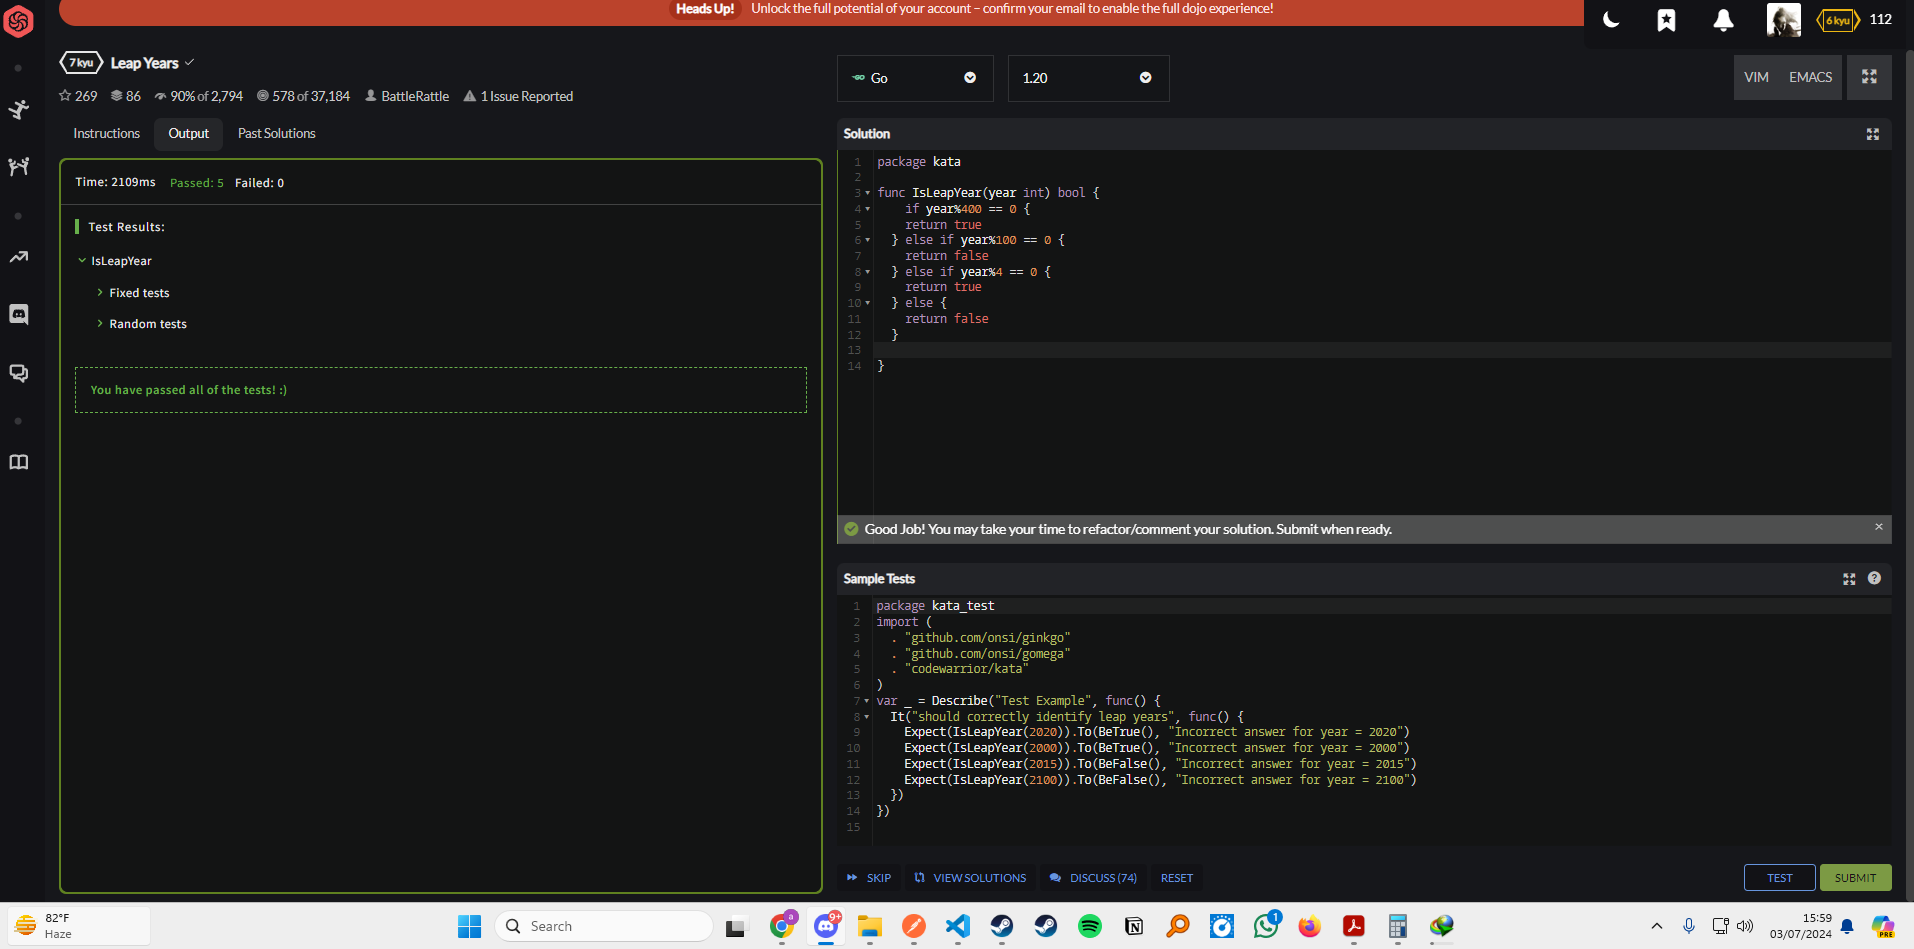 Heads Up! Unlock the full potential of your account – confirm your email to enable the full dojo experience!
6 kyu 112
7 kyu Leap Years
269 86 90% of 2,794 578 of 37,184 BattleRattle 1 Issue Reported
Instructions Output Past Solutions
Time: 2109ms Passed: 5 Failed: 0
Test Results:
IsLeapYear
Fixed tests
Random tests
You have passed all of the tests! :)
Go 1.20 VIM EMACS
Solution
1 package kata
2
3 func IsLeapYear(year int) bool {
4 if year%400 == 0 {
5 return true
6 } else if year%100 == 0 {
7 return false
8 } else if year%4 == 0 {
9 return true
10 } else {
11 return false
12 }
13
14 }
Good Job! You may take your time to refactor/comment your solution. Submit when ready.
Sample Tests
1 package kata_test
2 import (
3 . "github.com/onsi/ginkgo"
4 . "github.com/onsi/gomega"
5 . "codewarrior/kata"
6 )
7 var _ = Describe("Test Example", func() {
8 It("should correctly identify leap years", func() {
9 Expect(IsLeapYear(2020)).To(BeTrue(), "Incorrect answer for year = 2020")
10 Expect(IsLeapYear(2000)).To(BeTrue(), "Incorrect answer for year = 2000")
11 Expect(IsLeapYear(2015)).To(BeFalse(), "Incorrect answer for year = 2015")
12 Expect(IsLeapYear(2100)).To(BeFalse(), "Incorrect answer for year = 2100")
13 })
14 })
15
SKIP VIEW SOLUTIONS DISCUSS (74) RESET TEST SUBMIT
82°F
Haze
Search
a
9+
1
15:59
03/07/2024
PRE